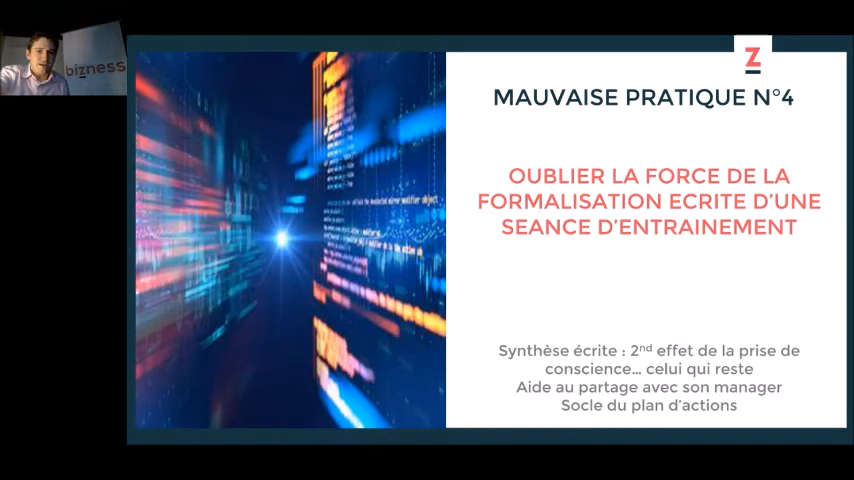 bizness
Z
MAUVAISE PRATIQUE N°4
OUBLIER LA FORCE DE LA
FORMALISATION ECRITE D'UNE
SEANCE D'ENTRAINEMENT
Synthèse écrite : 2nd effet de la prise de
conscience... celui qui reste
Aide au partage avec son manager
Socle du plan d'actions